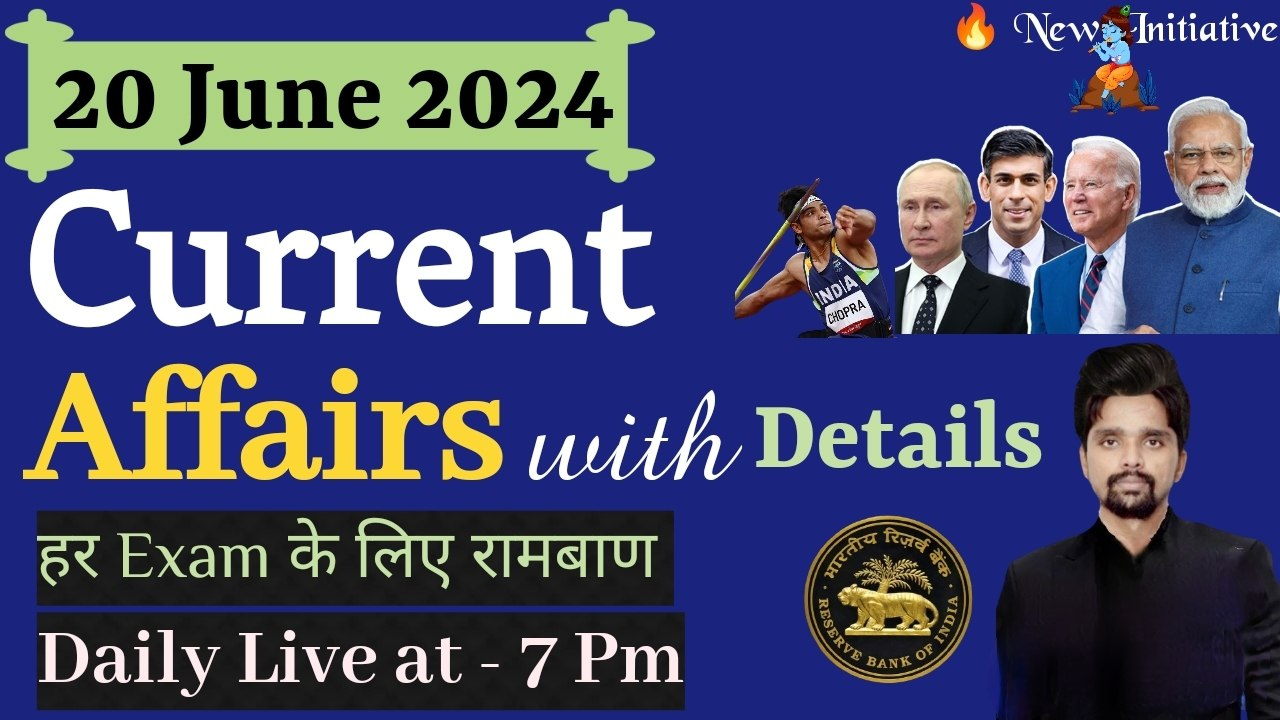 20 June 2024
New Initiative
Current
Affairs with Details
INDIA
CHOPRA
हर Exam के लिए रामबाण
Daily Live at - 7 Pm
भारतीय रिज़र्व बैंक
RESERVE BANK OF INDIA